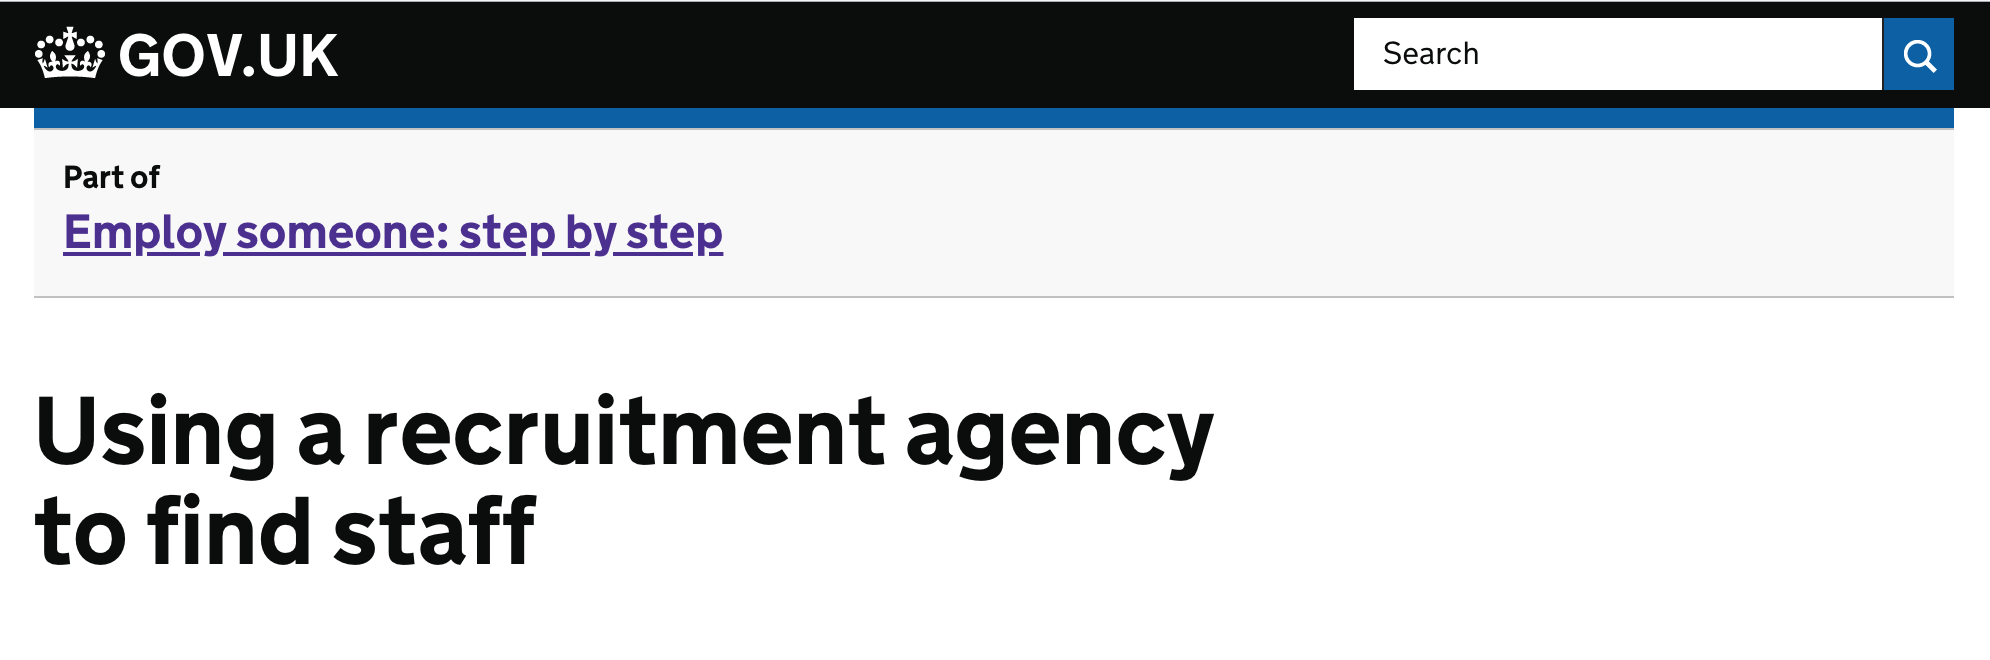 GOV.UK
Search
Part of
Employ someone: step by step
Using a recruitment agency
to find staff